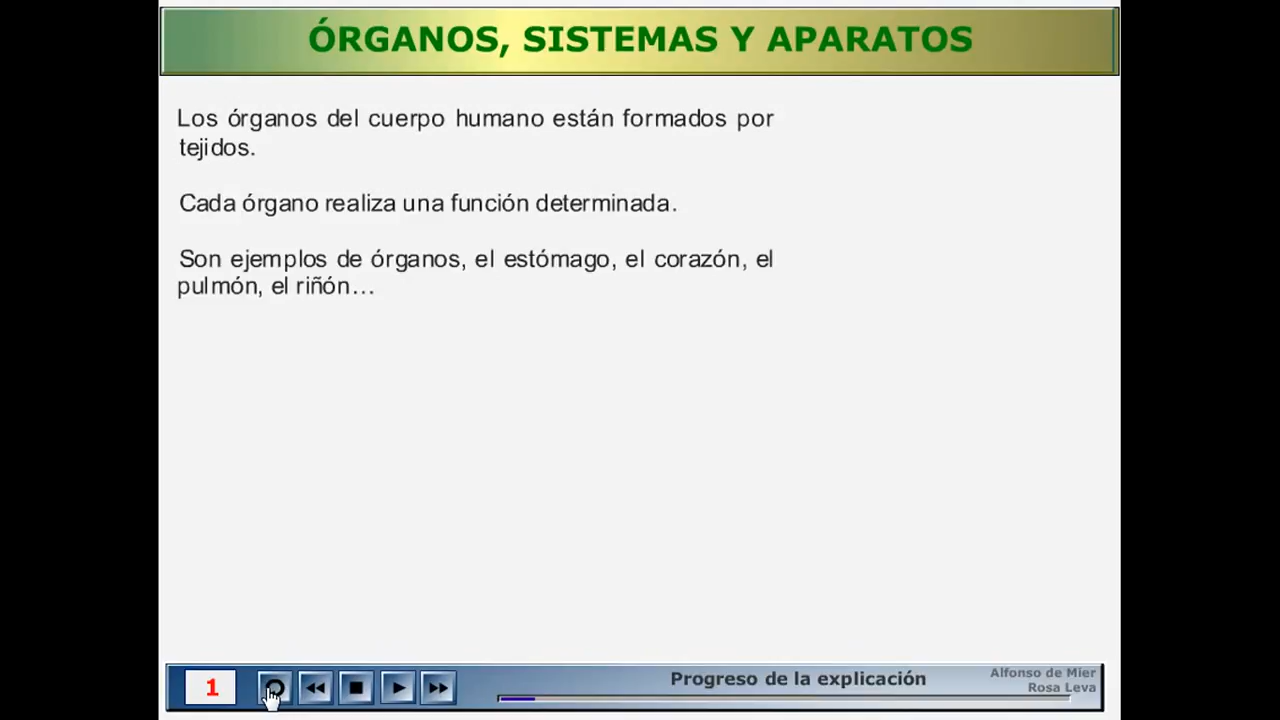 ÓRGANOS, SISTEMAS Y APARATOS
Los órganos del cuerpo humano están formados por
tejidos.
Cada órgano realiza una función determinada.
Son ejemplos de órganos, el estómago, el corazón, el
pulmón, el riñón…
1
Progreso de la explicación
Alfonso de Mier
Rosa Leva